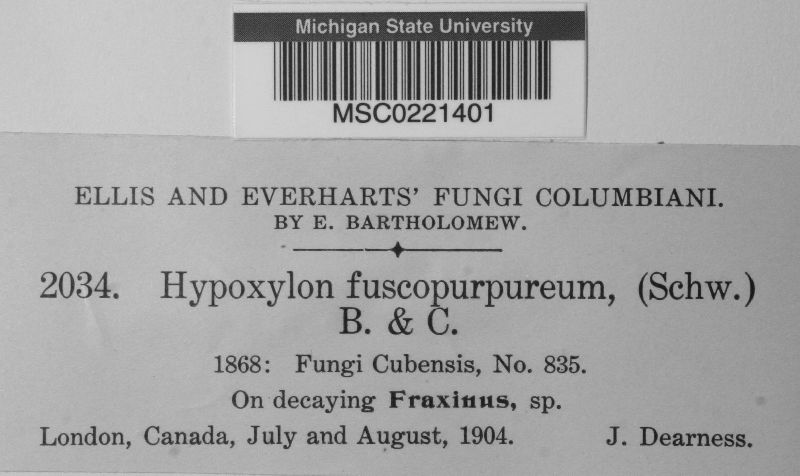 Michigan State University
MSC0221401
ELLIS AND EVERHARTS' FUNGI COLUMBIANI.
BY E. BARTHOLOMEW.
2034. Hypoxylon fuscopurpureum, (Schw.)
B. & C.
1868: Fungi Cubensis, No. 835.
On decaying Fraxinus, sp.
London, Canada, July and August, 1904. J. Dearness.